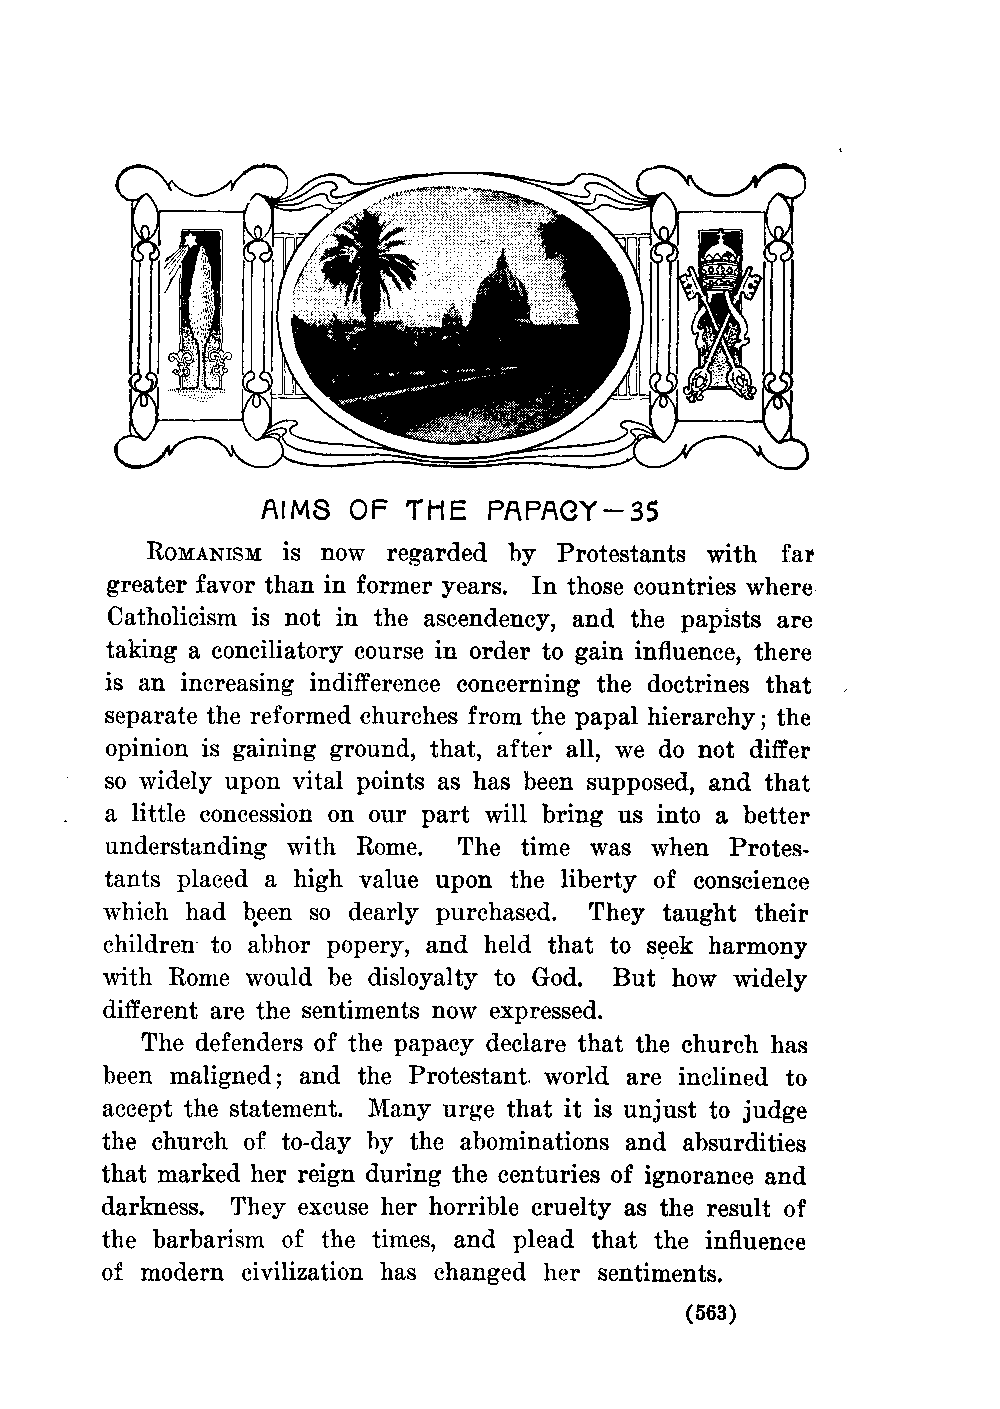 AIMS OF THE PAPACY—35
ROMANISM is now regarded by Protestants with far
greater favor than in former years. In those countries where
Catholicism is not in the ascendency, and the papists are
taking a conciliatory course in order to gain influence, there
is an increasing indifference concerning the doctrines that
separate the reformed churches from the papal hierarchy; the
opinion is gaining ground, that, after all, we do not differ
so widely upon vital points as has been supposed, and that
a little concession on our part will bring us into a better
understanding with Rome. The time was when Protes-
tants placed a high value upon the liberty of conscience
which had been so dearly purchased. They taught their
children to abhor popery, and held that to seek harmony
with Rome would be disloyalty to God. But how widely
different are the sentiments now expressed.
The defenders of the papacy declare that the church has
been maligned; and the Protestant world are inclined to
accept the statement. Many urge that it is unjust to judge
the church of to-day by the abominations and absurdities
that marked her reign during the centuries of ignorance and
darkness. They excuse her horrible cruelty as the result of
the barbarism of the times, and plead that the influence
of modern civilization has changed her sentiments.
(563)